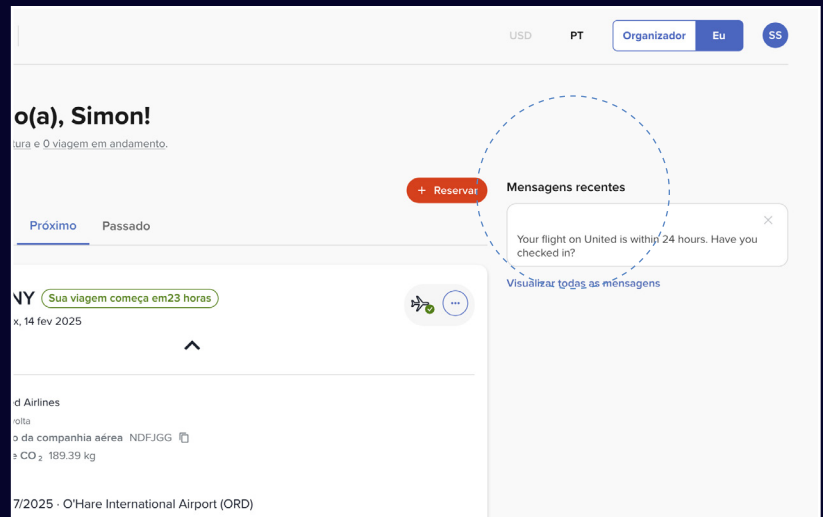 USD PT Organizador Eu SS
o(a), Simon!
tura e 0 viagem em andamento.
+ Reservar
Mensagens recentes
Próximo Passado
Your flight on United is within 24 hours. Have you
checked in?
Visualizar todas as mensagens
NY Sua viagem começa em23 horas
x, 14 fev 2025
d Airlines
volta
o da companhia aérea NDFJGG
e CO₂ 189.39 kg
7/2025 · O'Hare International Airport (ORD)